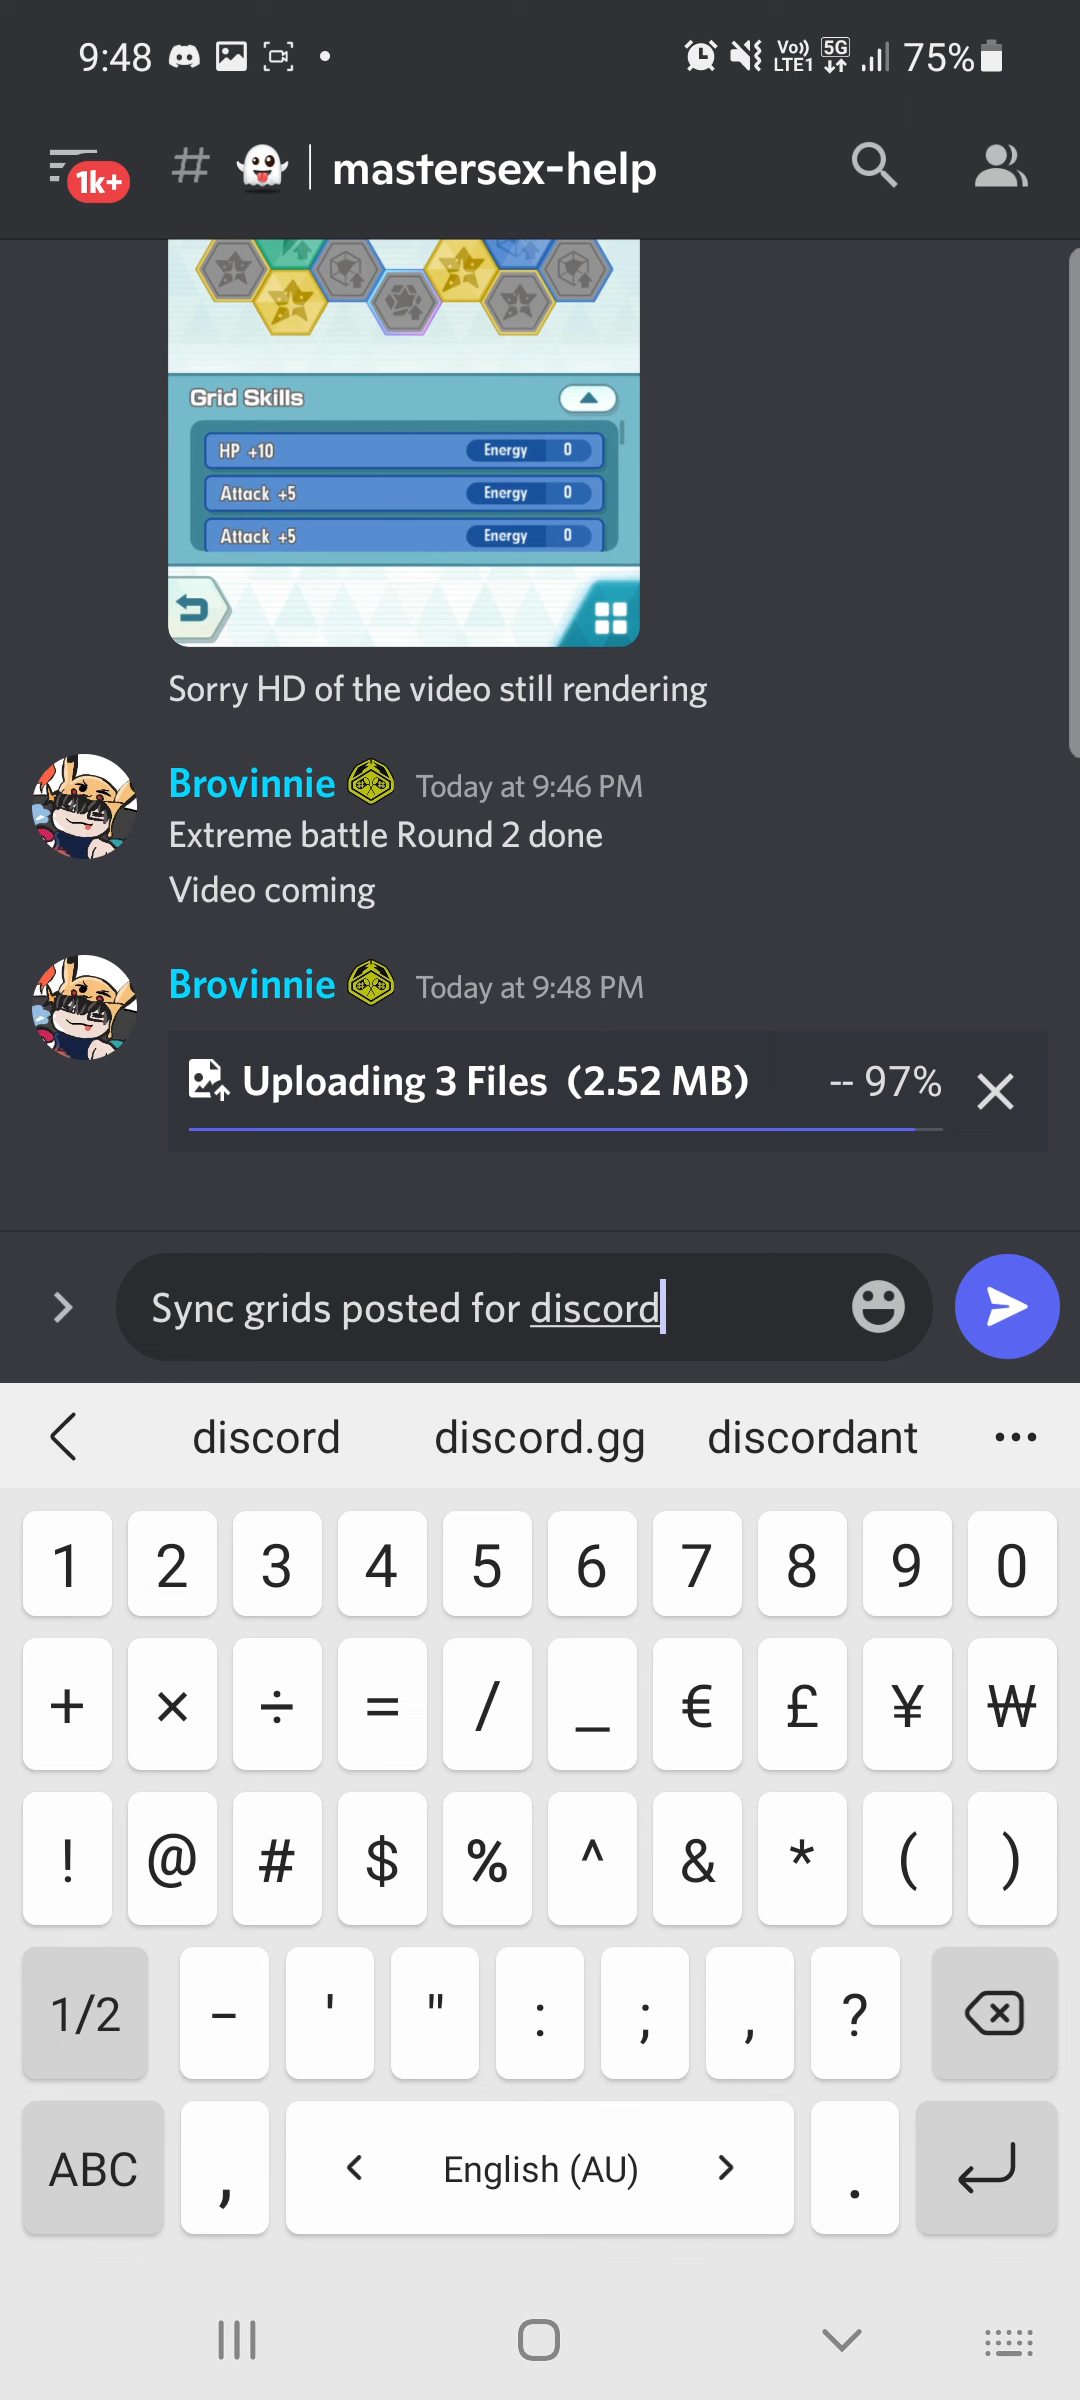 9:48 Vo)) LTE1 5G 75%
1k+ # 👻 | mastersex-help
Grid Skills
HP +10 Energy 0
Attack +5 Energy 0
Attack +5 Energy 0
Sorry HD of the video still rendering
Brovinnie Today at 9:46 PM
Extreme battle Round 2 done
Video coming
Brovinnie Today at 9:48 PM
Uploading 3 Files (2.52 MB) -- 97%
Sync grids posted for discord
discord discord.gg discordant ...
1 2 3 4 5 6 7 8 9 0
+ × ÷ = / _ € £ ¥ ₩
! @ # $ % ^ & * ( )
1/2 - ' " : ; , ?
ABC , < English (AU) > .